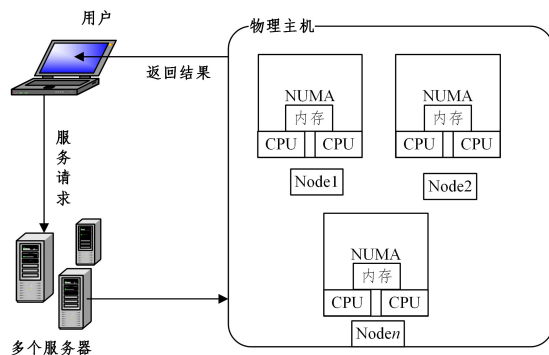 用户
物理主机
返回结果
NUMA
内存
CPU CPU
Node1
NUMA
内存
CPU CPU
Node2
服务请求
NUMA
内存
CPU CPU
Noden
多个服务器